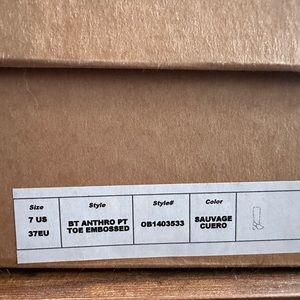 Size Style Style# Color
7 US BT ANTHRO PT OB1403533 SAUVAGE
37EU TOE EMBOSSED CUERO